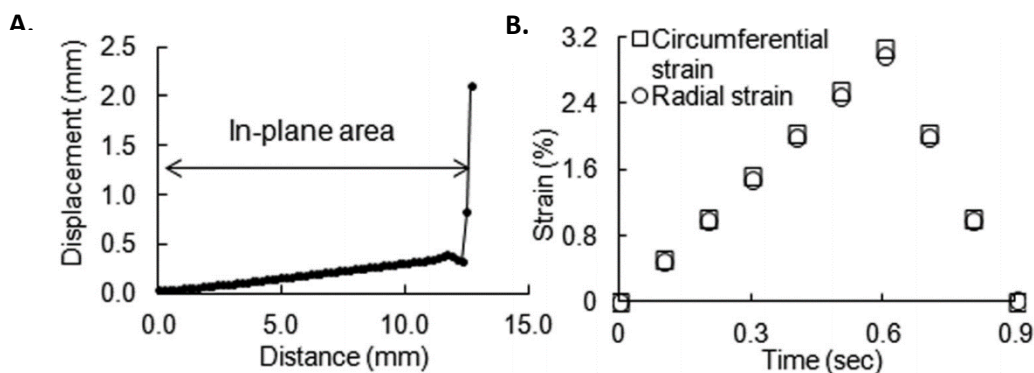 A.
Displacement (mm)
2.5
2.0
1.5
1.0
0.5
0.0
In-plane area
0.0 5.0 10.0 15.0
Distance (mm)
B.
Strain (%)
3.2
2.4
1.6
0.8
0
Circumferential
strain
Radial strain
0 0.3 0.6 0.9
Time (sec)